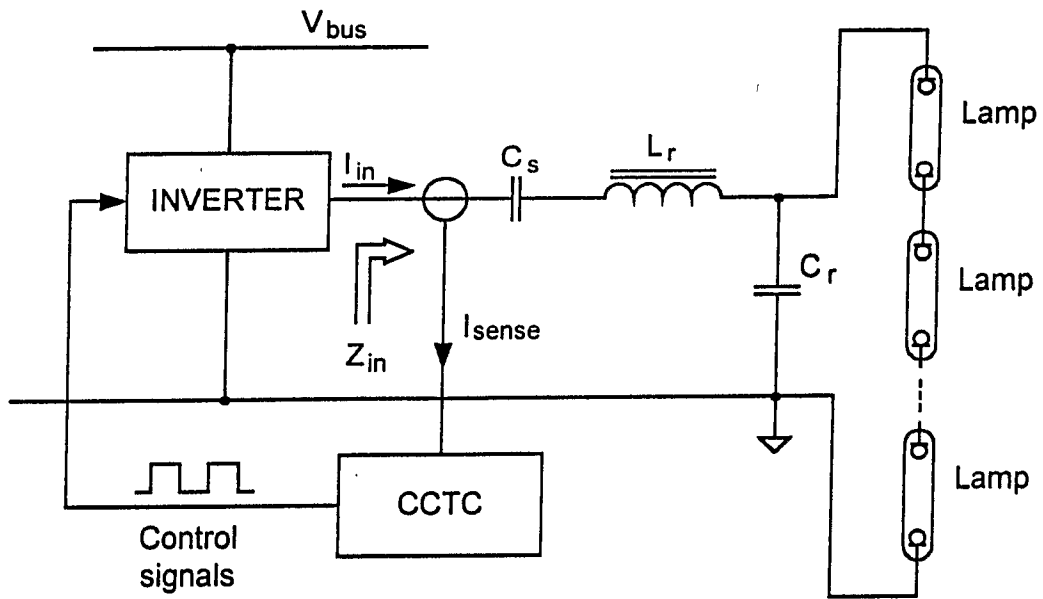 V_bus
I_in
INVERTER
C_s
L_r
Lamp
Z_in
I_sense
C_r
Lamp
Control
signals
CCTC
Lamp